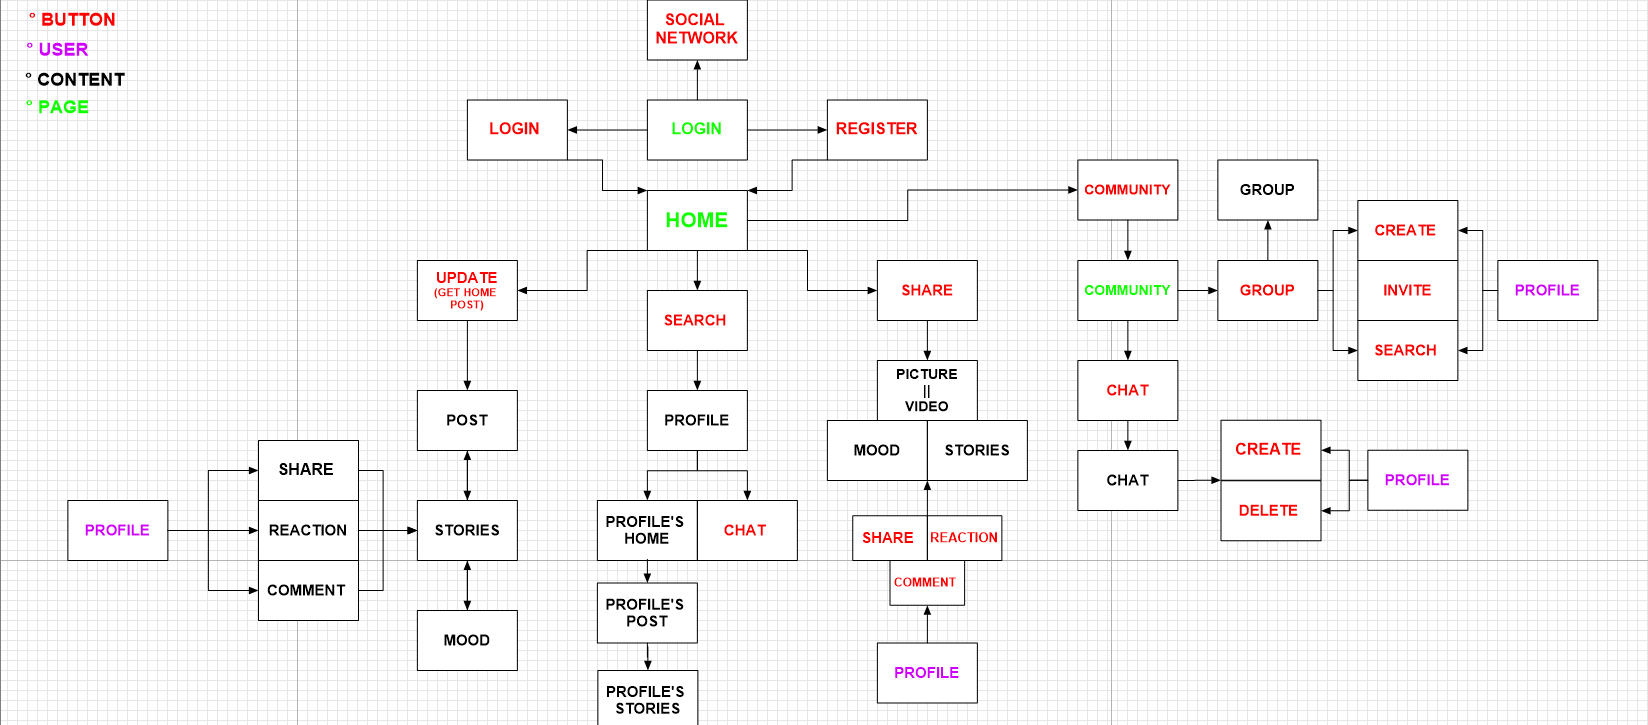 ° BUTTON
° USER
° CONTENT
° PAGE
SOCIAL
NETWORK
LOGIN
LOGIN
REGISTER
HOME
COMMUNITY
GROUP
UPDATE
(GET HOME
POST)
SEARCH
SHARE
COMMUNITY
GROUP
CREATE
INVITE
SEARCH
PROFILE
POST
PROFILE
PICTURE
||
VIDEO
MOOD
STORIES
CHAT
CHAT
CREATE
DELETE
PROFILE
PROFILE
SHARE
REACTION
COMMENT
STORIES
MOOD
PROFILE'S
HOME
CHAT
PROFILE'S
POST
PROFILE'S
STORIES
SHARE
REACTION
COMMENT
PROFILE